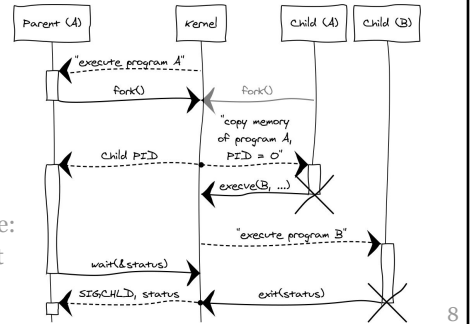 Parent (A)
Kernel
Child (A)
Child (B)
"execute program A"
fork()
fork()
"copy memory
of program A,
PID = 0"
Child PID
execve(B, ...)
"execute program B"
e:
t
wait(&status)
SIGCHLD, status
exit(status)
8